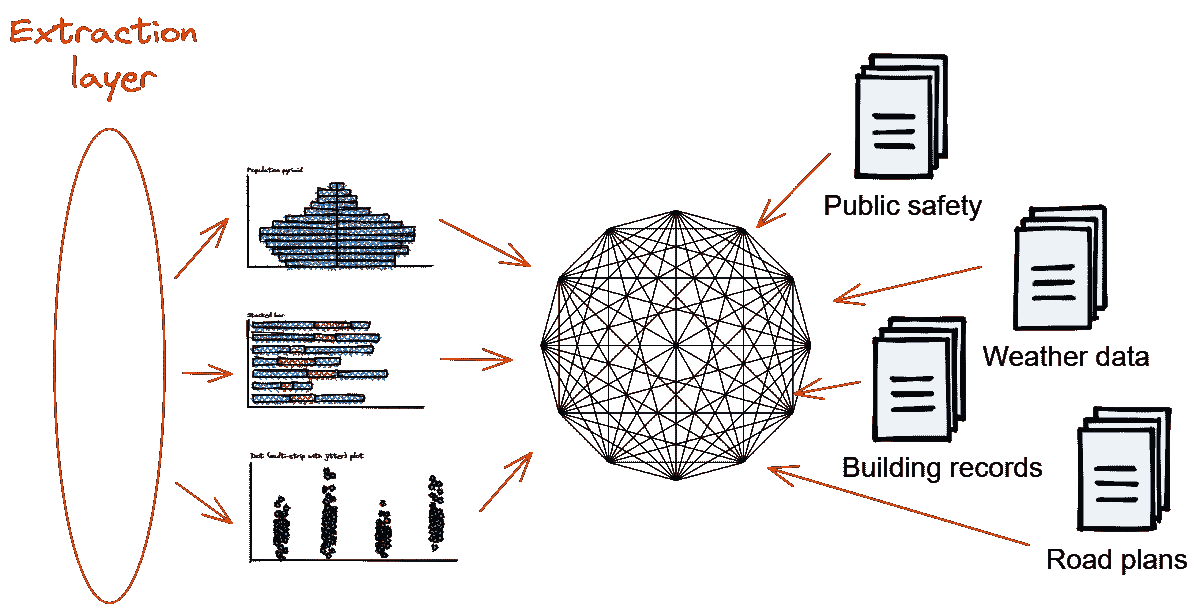 Extraction
layer
Population pyramid
Stacked bar
Dot (multi-strip with jitter) plot
Public safety
Weather data
Building records
Road plans